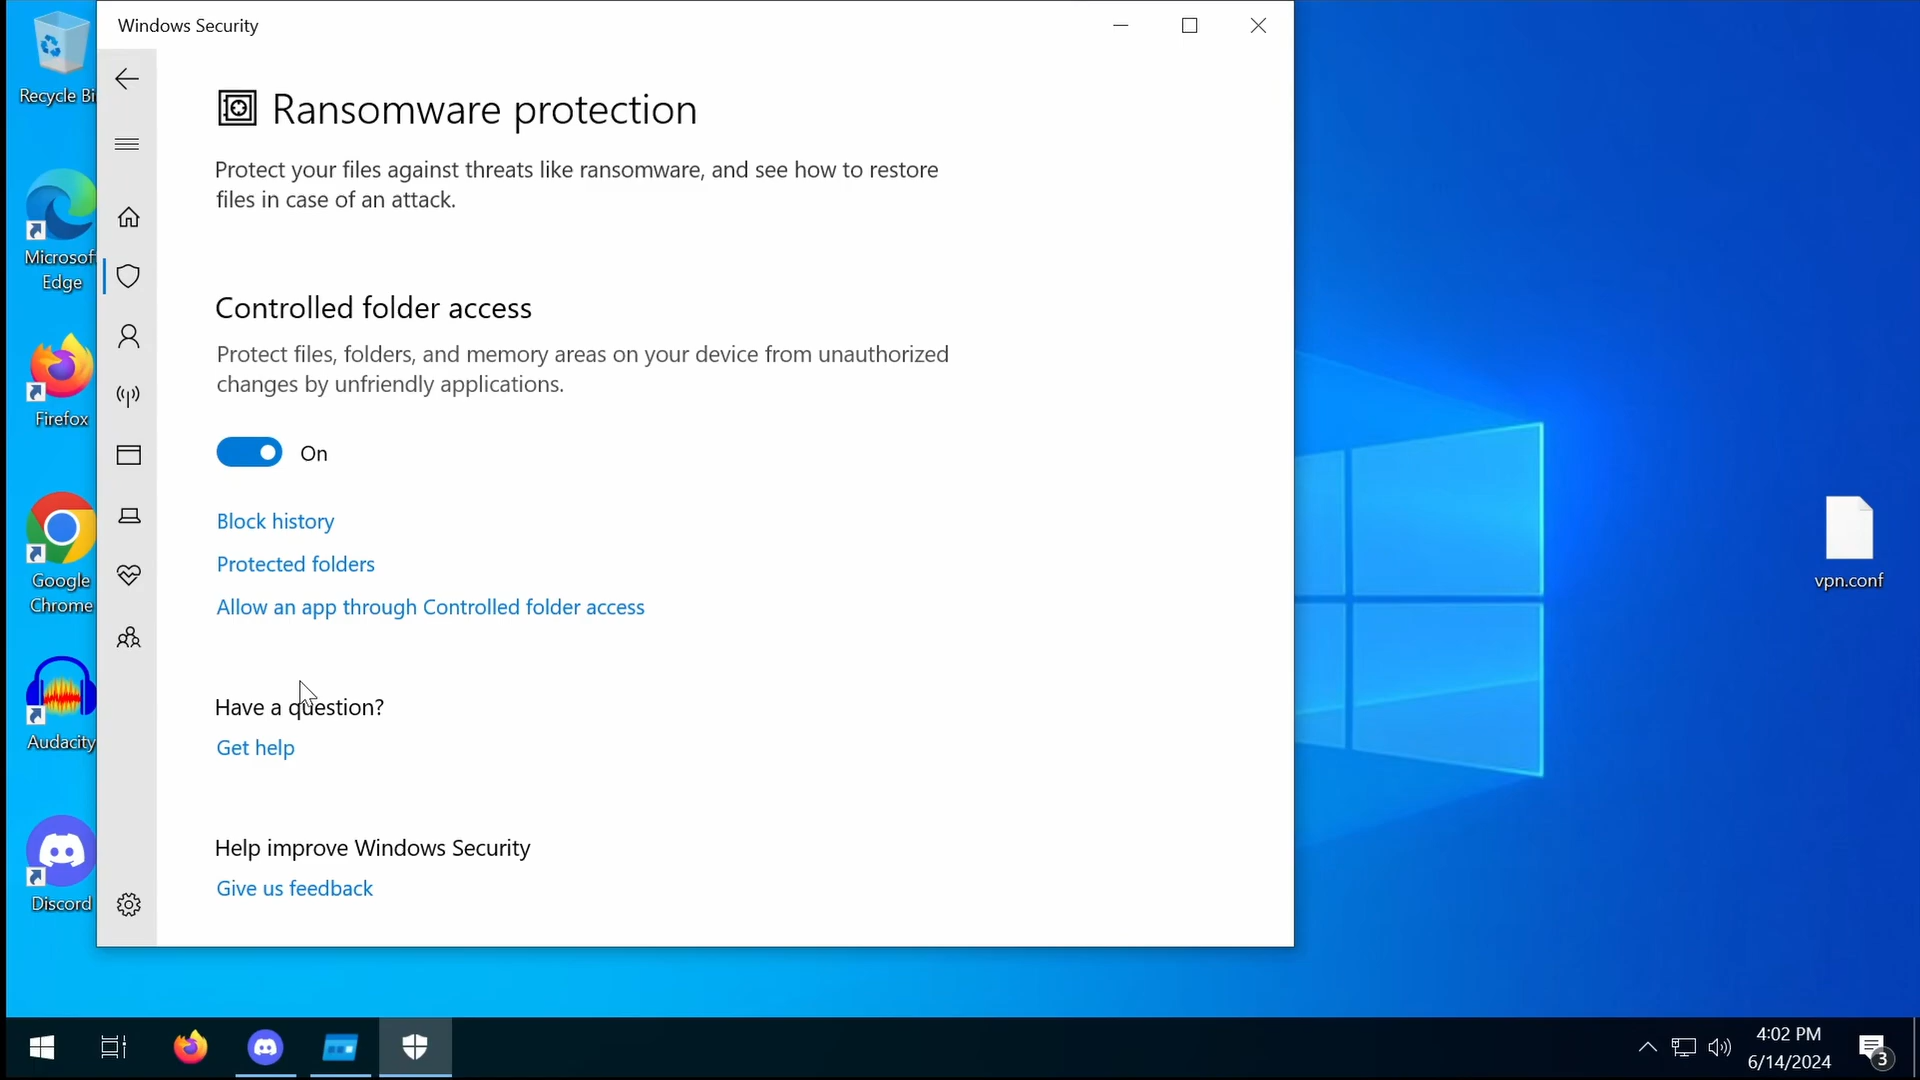 Windows Security
Ransomware protection
Protect your files against threats like ransomware, and see how to restore
files in case of an attack.
Controlled folder access
Protect files, folders, and memory areas on your device from unauthorized
changes by unfriendly applications.
On
Block history
Protected folders
Allow an app through Controlled folder access
Have a question?
Get help
Help improve Windows Security
Give us feedback
Recycle Bi
Microsof
Edge
Firefox
Google
Chrome
Audacity
Discord
vpn.conf
4:02 PM
6/14/2024
3